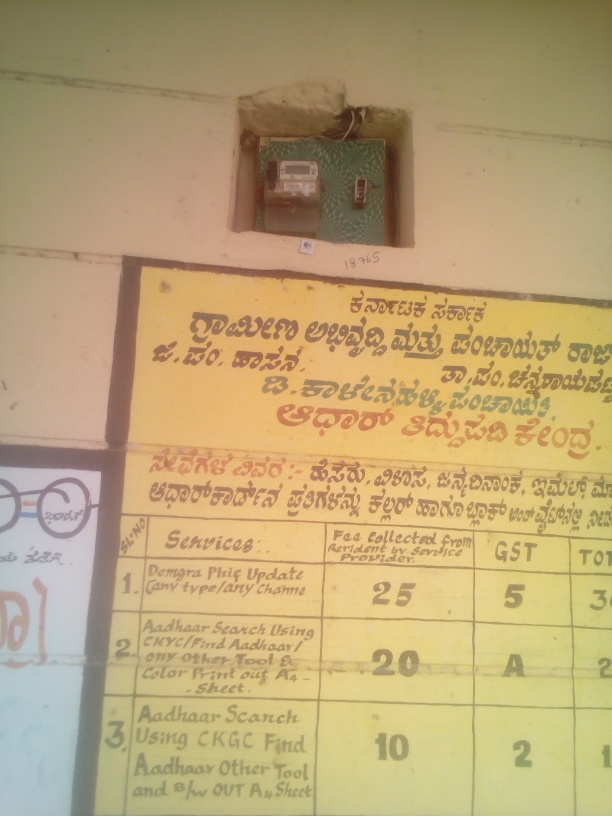 18765
ಕರ್ನಾಟಕ ಸರ್ಕಾರ
ಗ್ರಾಮೀಣ ಅಭಿವೃದ್ದಿ ಮತ್ತು ಪಂಚಾಯತ್ ರಾಜ
ಜಿ.ಪಂ. ಹಾಸನ.
ತಾ.ಪಂ. ಚನ್ನರಾಯಪಟ್ಟ
ಡಿ.ಕಾಳೇನಹಳ್ಳಿ ಪಂಚಾಯಿತಿ
ಆಧಾರ್ ತಿದ್ದುಪಡಿ ಕೇಂದ್ರ.
ಸೇವೆಗಳ ವಿವರ :- ಹೆಸರು, ವಿಳಾಸ, ಜನ್ಮದಿನಾಂಕ, ಇಮೇಲ್
ಆಧಾರ್‌ಕಾರ್ಡ್‌ನ ಪ್ರತಿಗಳನ್ನು ಕಲ್ಲರ್ ಹಾಗೂ ಬ್ಲಾಕ್
ಭಾರತ್
SL.NO Services.. Fee collected from Resident by Service Provider. GST TOT
1. Demgra Phic Update (any type/any Channe 25 5 3
2. Aadhaar Search Using CKYC/Find Aadhaar/ any Other Tool & Color Print out A4 - Sheet. 20 A 2
3. Aadhaar Scanch Using CKGC Find Aadhaar Other Tool and B/w OUT A4 Sheet 10 2 1